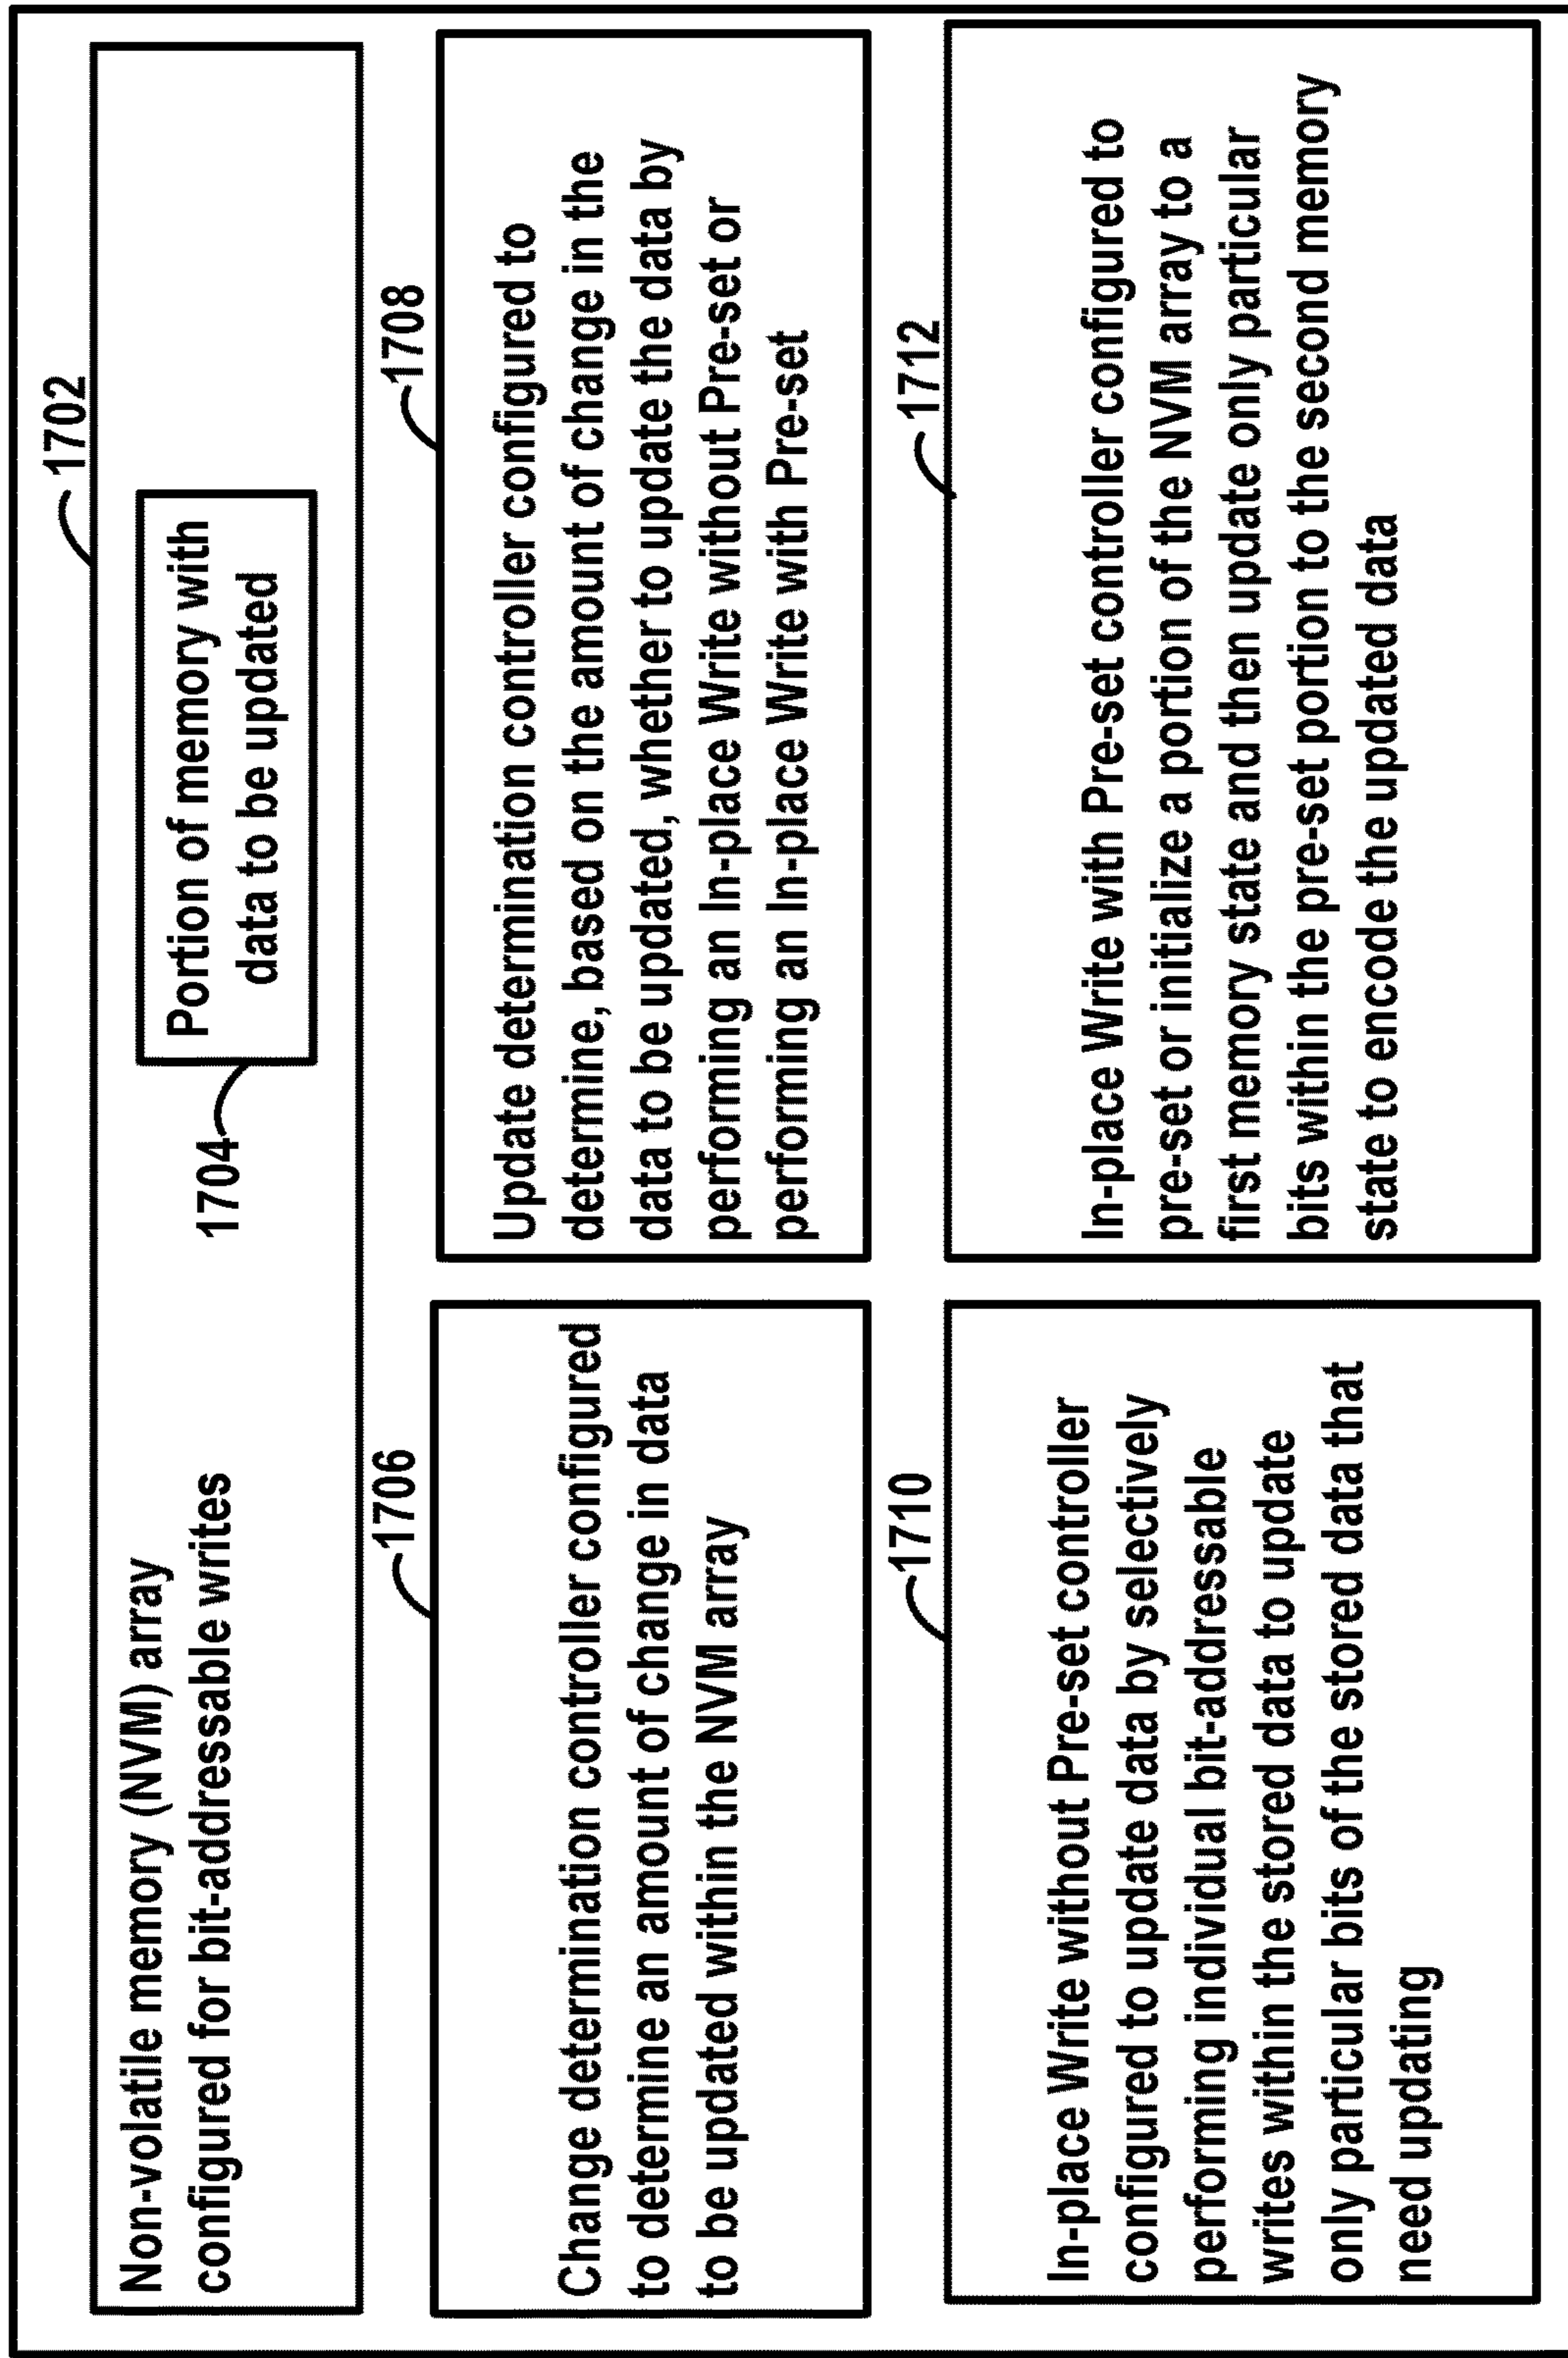 1702
Non-volatile memory (NVM) array
configured for bit-addressable writes
1704
Portion of memory with
data to be updated
1706
Change determination controller configured
to determine an amount of change in data
to be updated within the NVM array
1708
Update determination controller configured to
determine, based on the amount of change in the
data to be updated, whether to update the data by
performing an In-place Write without Pre-set or
performing an In-place Write with Pre-set
1710
In-place Write without Pre-set controller
configured to update data by selectively
performing individual bit-addressable
writes within the stored data to update
only particular bits of the stored data that
need updating
1712
In-place Write with Pre-set controller configured to
pre-set or initialize a portion of the NVM array to a
first memory state and then update only particular
bits within the pre-set portion to the second memory
state to encode the updated data